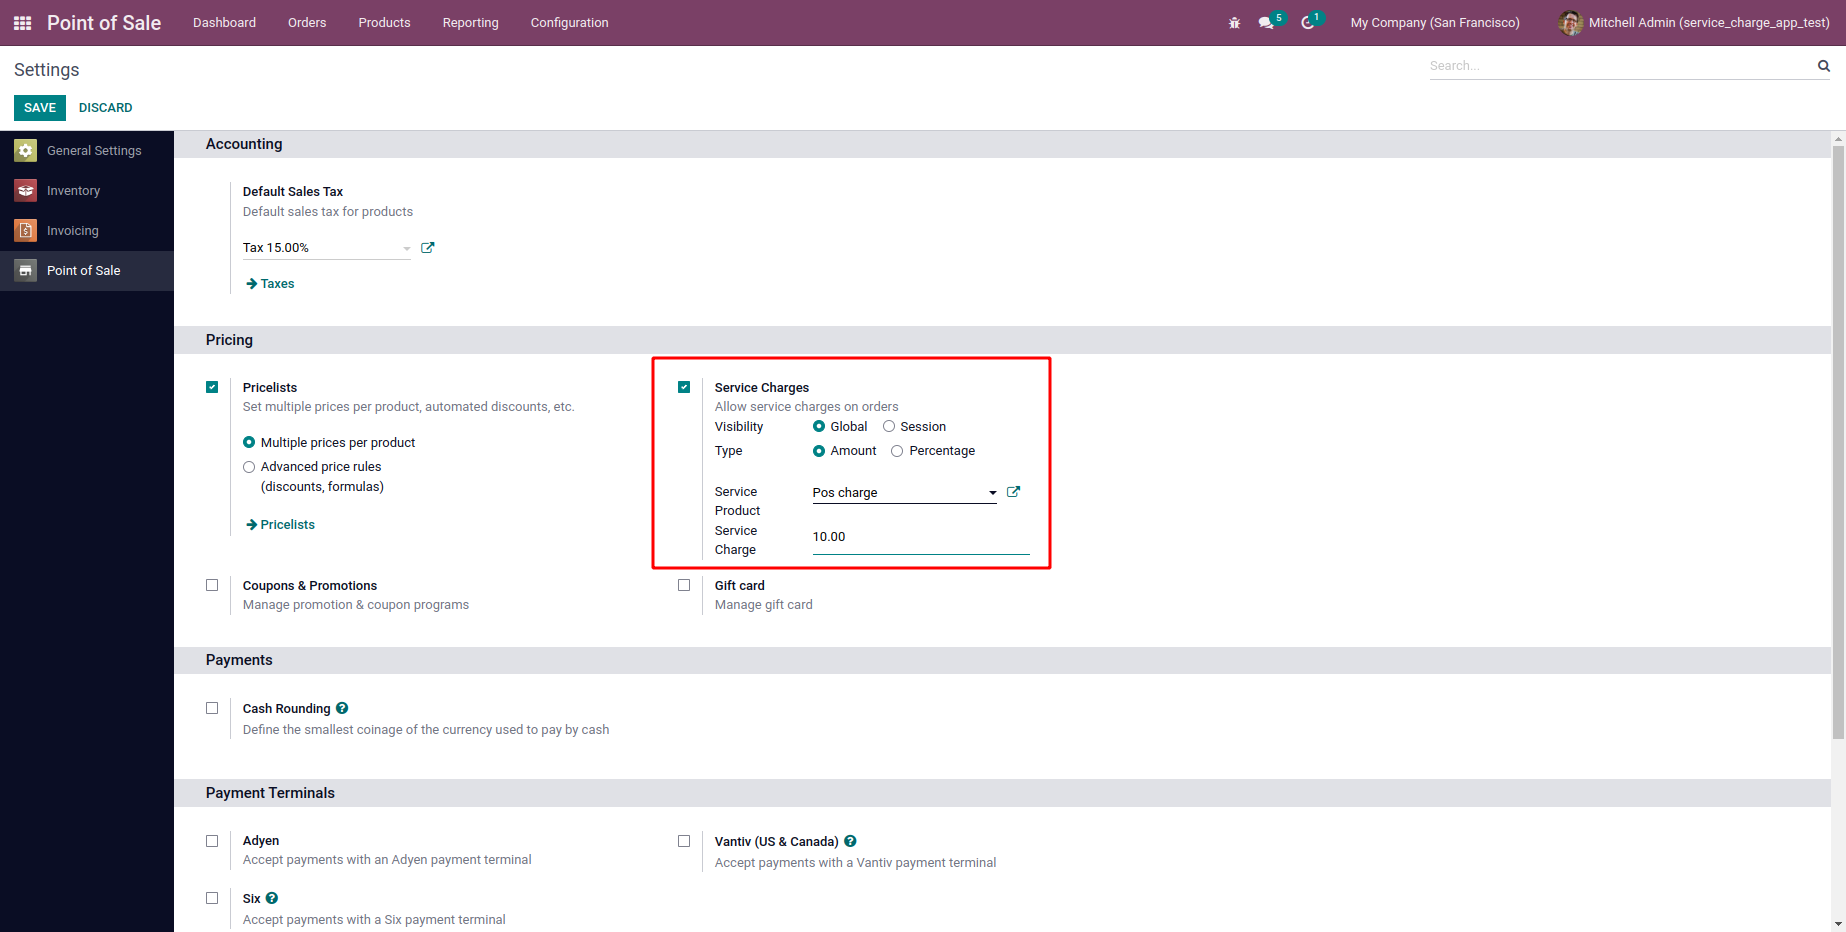 Point of Sale Dashboard Orders Products Reporting Configuration 5 1 My Company (San Francisco) Mitchell Admin (service_charge_app_test)
Settings
Search...
SAVE DISCARD
General Settings
Inventory
Invoicing
Point of Sale
Accounting
Default Sales Tax
Default sales tax for products
Tax 15.00%
Taxes
Pricing
Pricelists
Set multiple prices per product, automated discounts, etc.
Multiple prices per product
Advanced price rules
(discounts, formulas)
Pricelists
Service Charges
Allow service charges on orders
Visibility Global Session
Type Amount Percentage
Service
Product
Pos charge
Service
Charge
10.00
Coupons & Promotions
Manage promotion & coupon programs
Gift card
Manage gift card
Payments
Cash Rounding ?
Define the smallest coinage of the currency used to pay by cash
Payment Terminals
Adyen
Accept payments with an Adyen payment terminal
Vantiv (US & Canada) ?
Accept payments with a Vantiv payment terminal
Six ?
Accept payments with a Six payment terminal